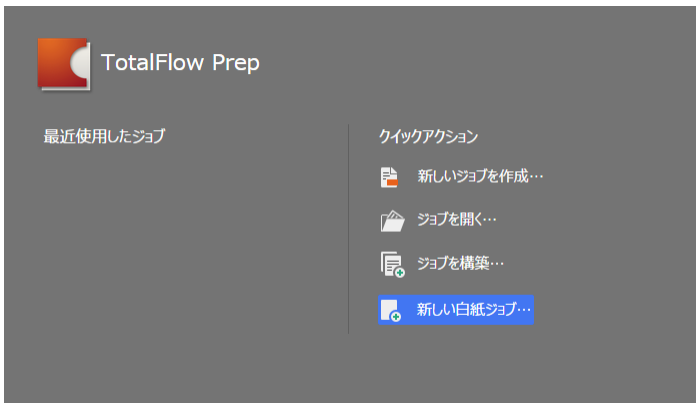 TotalFlow Prep
最近使用したジョブ
クイックアクション
新しいジョブを作成…
ジョブを開く…
ジョブを構築…
新しい白紙ジョブ…